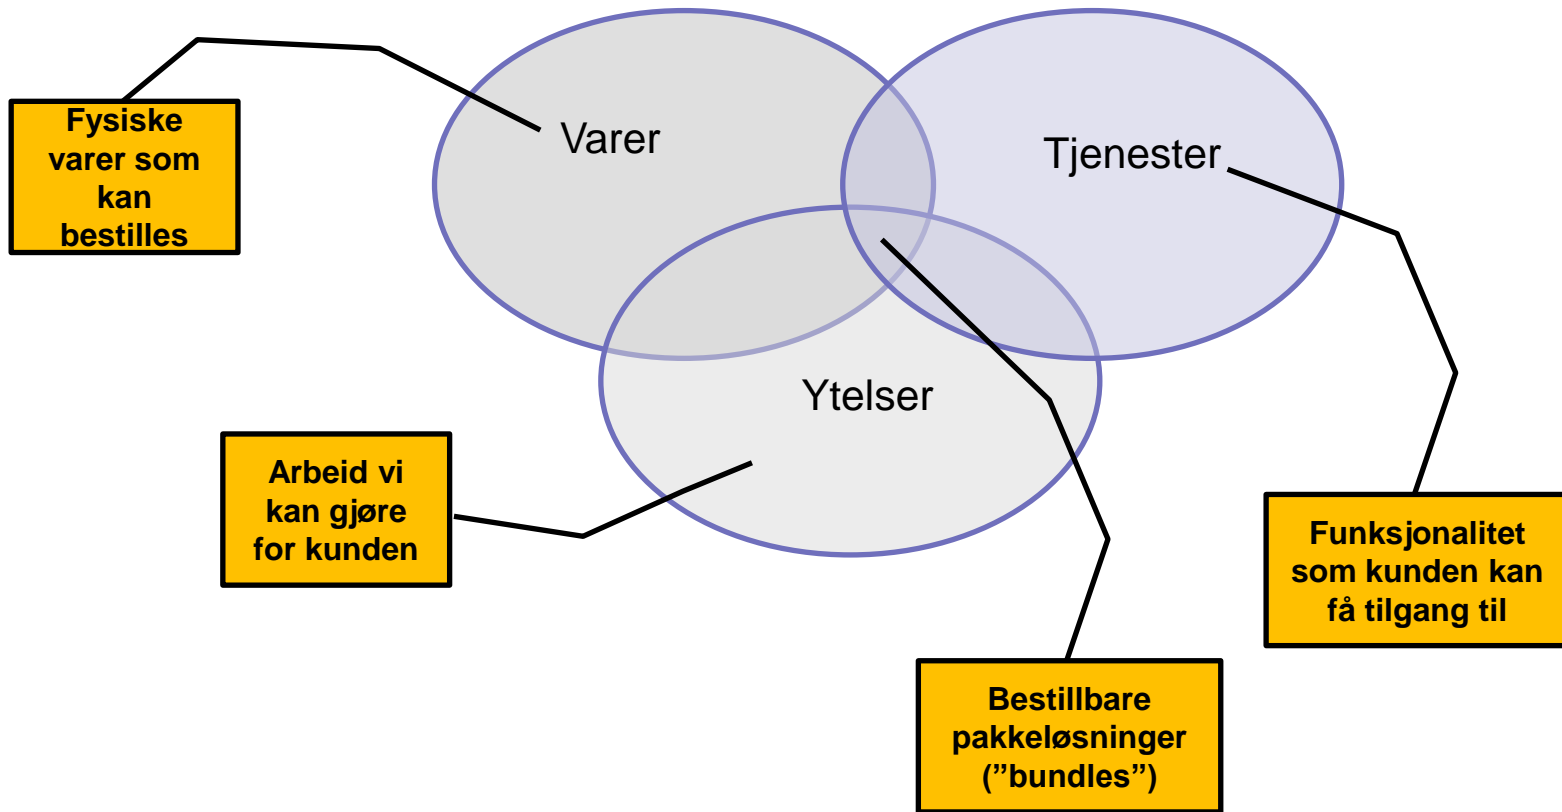 Fysiske
varer som
kan
bestilles
Varer
Tjenester
Ytelser
Arbeid vi
kan gjøre
for kunden
Funksjonalitet
som kunden kan
få tilgang til
Bestillbare
pakkeløsninger
(”bundles”)